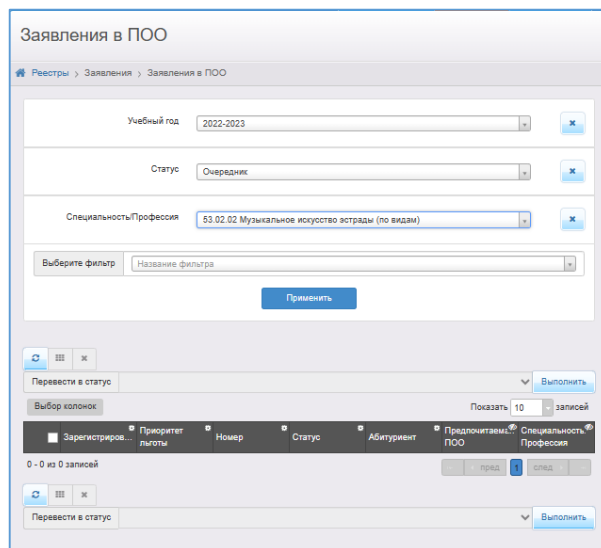 Заявления в ПОО
Реестры > Заявления > Заявления в ПОО
Учебный год 2022-2023
Статус Очередник
Специальность/Профессия 53.02.02 Музыкальное искусство эстрады (по видам)
Выберите фильтр Название фильтра
Применить
Перевести в статус Выполнить
Выбор колонок Показать 10 записей
Зарегистриров... Приоритет льготы Номер Статус Абитуриент Предпочитаема... ПОО Специальность Профессия
0 - 0 из 0 записей ‹ пред 1 след ›
Перевести в статус Выполнить